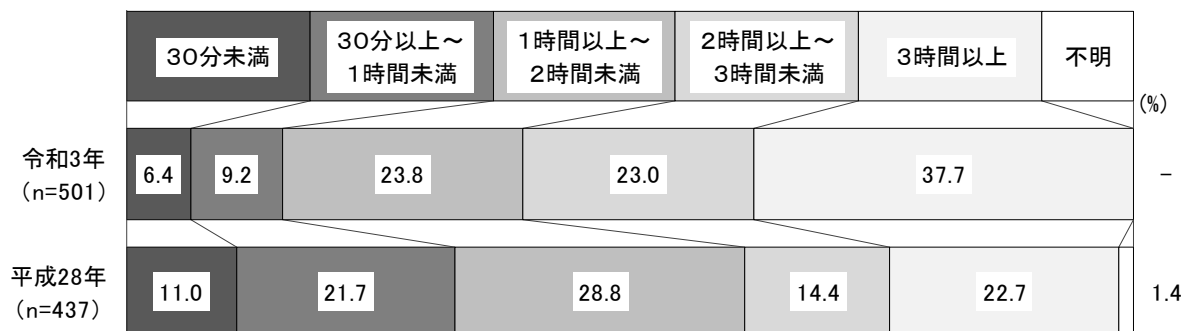 30分未満
30分以上～
1時間未満
1時間以上～
2時間未満
2時間以上～
3時間未満
3時間以上
不明
(%)
令和3年
(n=501)
6.4
9.2
23.8
23.0
37.7
-
平成28年
(n=437)
11.0
21.7
28.8
14.4
22.7
1.4